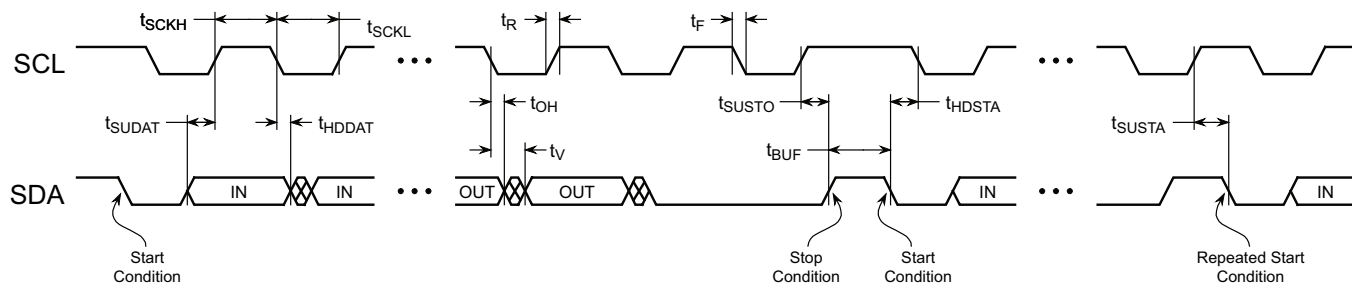 tSCKH
tSCKL
tR
tF
SCL
tSUDAT
tHDDAT
tOH
tV
tSUSTO
tHDSTA
tBUF
tSUSTA
SDA
IN
IN
OUT
OUT
IN
IN
Start
Condition
Stop
Condition
Start
Condition
Repeated Start
Condition